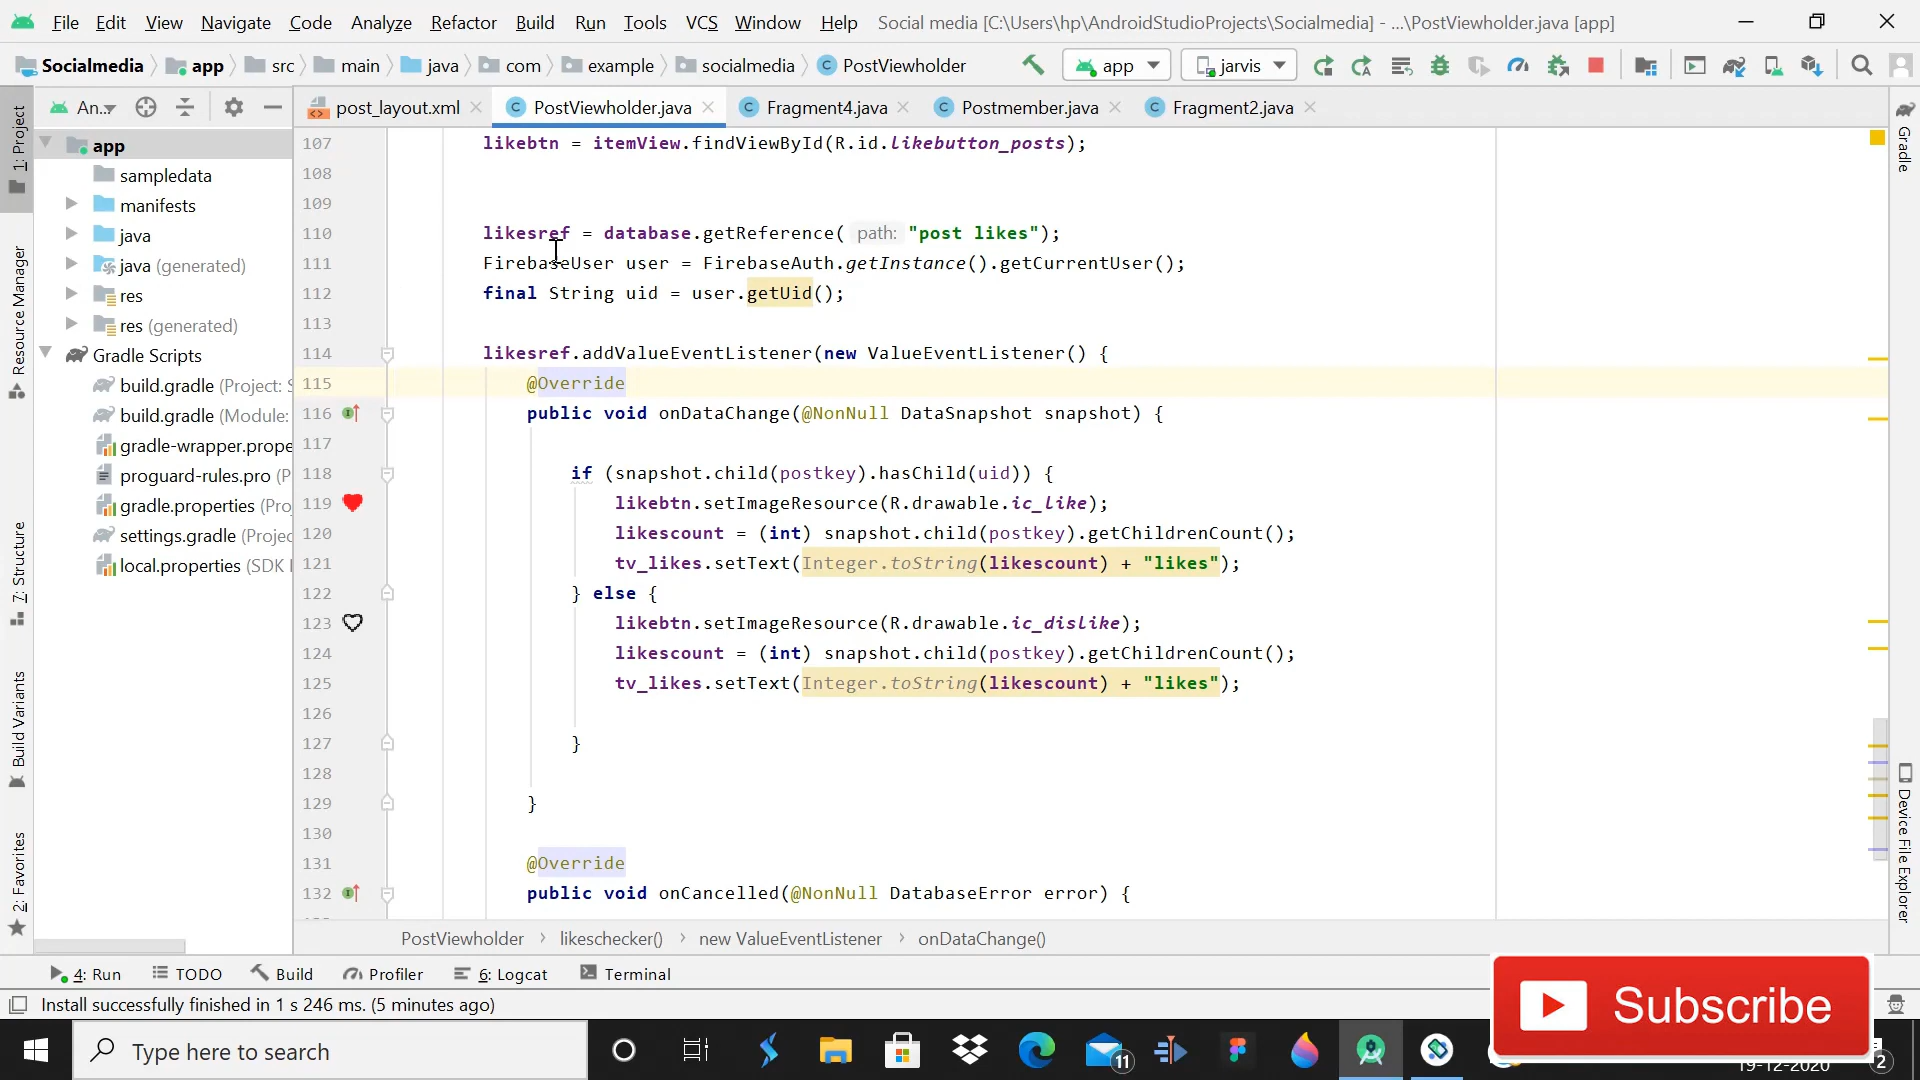 File Edit View Navigate Code Analyze Refactor Build Run Tools VCS Window Help Social media [C:\Users\hp\AndroidStudioProjects\Socialmedia] - ...\PostViewholder.java [app]
Socialmedia app src main java com example socialmedia PostViewholder app jarvis
An... post_layout.xml PostViewholder.java Fragment4.java Postmember.java Fragment2.java
1: Project
Resource Manager
7: Structure
Build Variants
2: Favorites
app
sampledata
manifests
java
java (generated)
res
res (generated)
Gradle Scripts
build.gradle (Project: S
build.gradle (Module:
gradle-wrapper.prope
proguard-rules.pro (P
gradle.properties (Pro
settings.gradle (Projec
local.properties (SDK
107 likebtn = itemView.findViewById(R.id.likebutton_posts);
108
109
110 likesref = database.getReference( path: "post likes");
111 FirebaseUser user = FirebaseAuth.getInstance().getCurrentUser();
112 final String uid = user.getUid();
113
114 likesref.addValueEventListener(new ValueEventListener() {
115 @Override
116 public void onDataChange(@NonNull DataSnapshot snapshot) {
117
118 if (snapshot.child(postkey).hasChild(uid)) {
119 likebtn.setImageResource(R.drawable.ic_like);
120 likescount = (int) snapshot.child(postkey).getChildrenCount();
121 tv_likes.setText(Integer.toString(likescount) + "likes");
122 } else {
123 likebtn.setImageResource(R.drawable.ic_dislike);
124 likescount = (int) snapshot.child(postkey).getChildrenCount();
125 tv_likes.setText(Integer.toString(likescount) + "likes");
126
127 }
128
129 }
130
131 @Override
132 public void onCancelled(@NonNull DatabaseError error) {
Gradle
Device File Explorer
PostViewholder likeschecker() new ValueEventListener onDataChange()
4: Run TODO Build Profiler 6: Logcat Terminal
Install successfully finished in 1 s 246 ms. (5 minutes ago)
Subscribe
Type here to search
11
19-12-2020
2